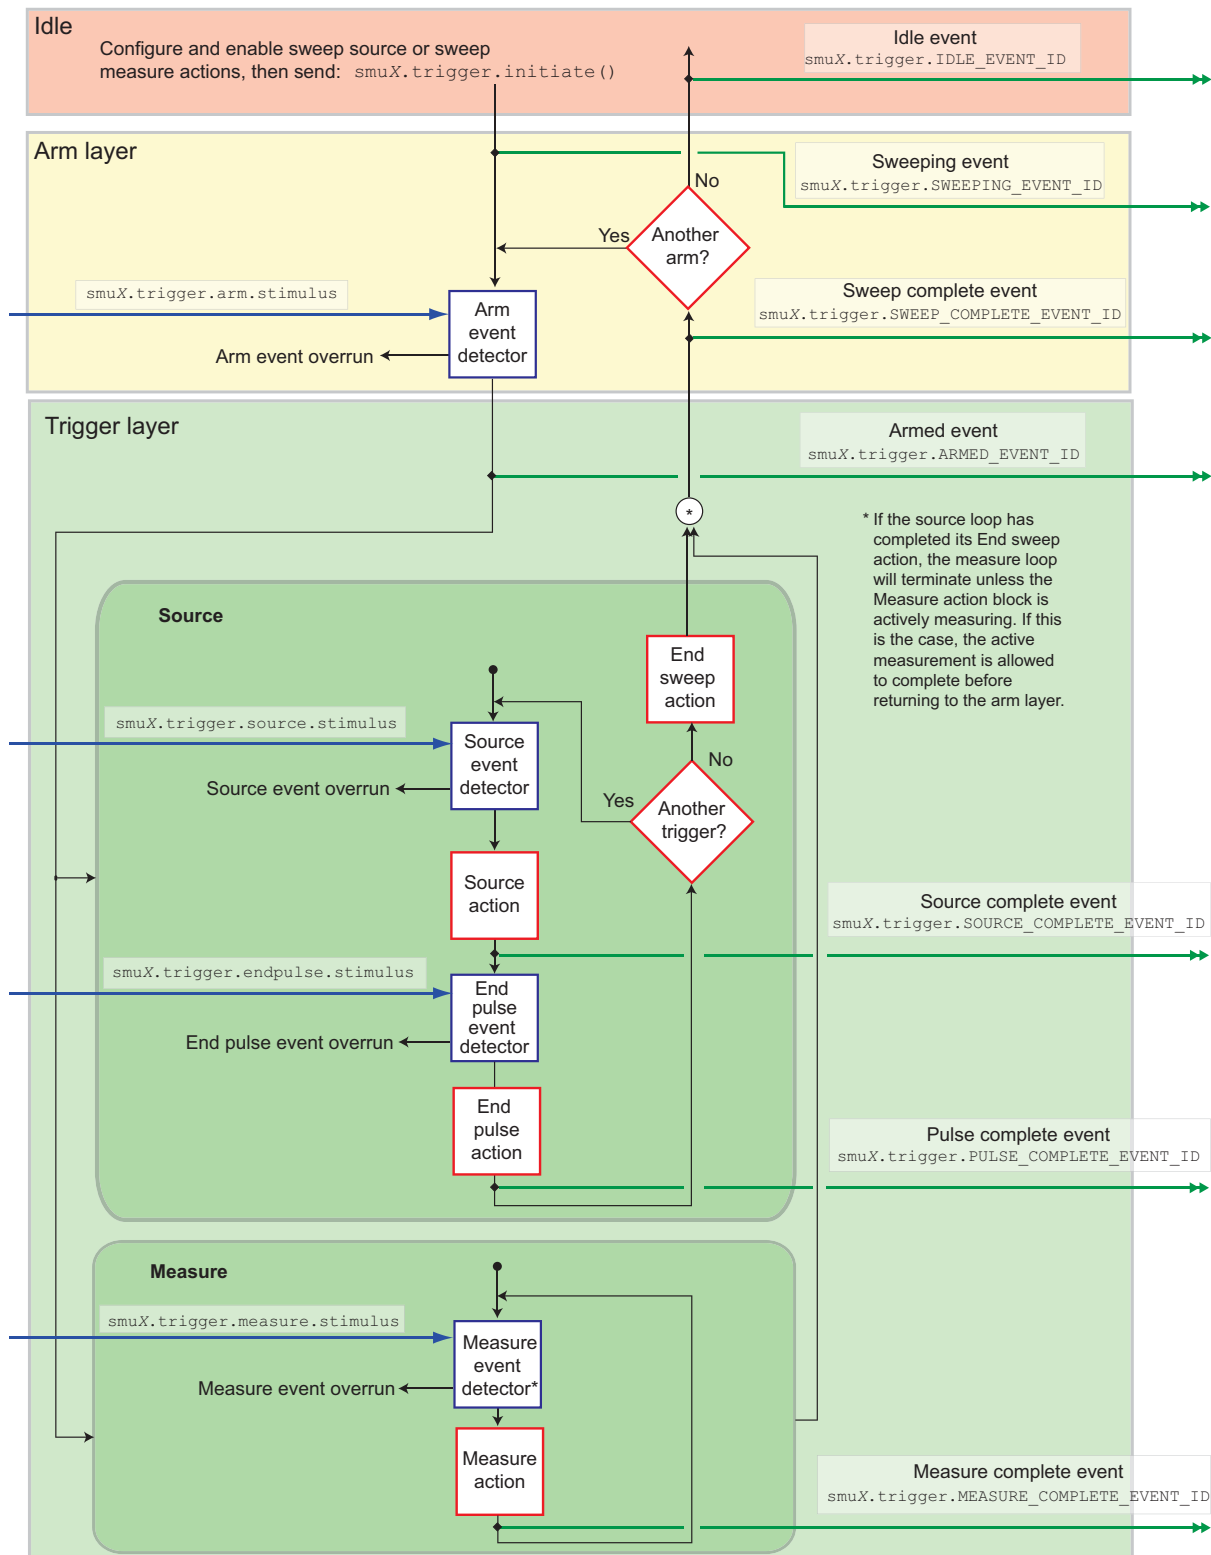 Idle
Configure and enable sweep source or sweep
measure actions, then send: smuX.trigger.initiate()
Idle event
smuX.trigger.IDLE_EVENT_ID
Arm layer
Sweeping event
smuX.trigger.SWEEPING_EVENT_ID
No
Yes
Another
arm?
smuX.trigger.arm.stimulus
Arm
event
detector
Arm event overrun
Sweep complete event
smuX.trigger.SWEEP_COMPLETE_EVENT_ID
Trigger layer
Armed event
smuX.trigger.ARMED_EVENT_ID
*
* If the source loop has
completed its End sweep
action, the measure loop
will terminate unless the
Measure action block is
actively measuring. If this
is the case, the active
measurement is allowed
to complete before
returning to the arm layer.
Source
End
sweep
action
smuX.trigger.source.stimulus
Source
event
detector
Source event overrun
No
Yes
Another
trigger?
Source
action
Source complete event
smuX.trigger.SOURCE_COMPLETE_EVENT_ID
smuX.trigger.endpulse.stimulus
End
pulse
event
detector
End pulse event overrun
End
pulse
action
Pulse complete event
smuX.trigger.PULSE_COMPLETE_EVENT_ID
Measure
smuX.trigger.measure.stimulus
Measure
event
detector*
Measure event overrun
Measure
action
Measure complete event
smuX.trigger.MEASURE_COMPLETE_EVENT_ID